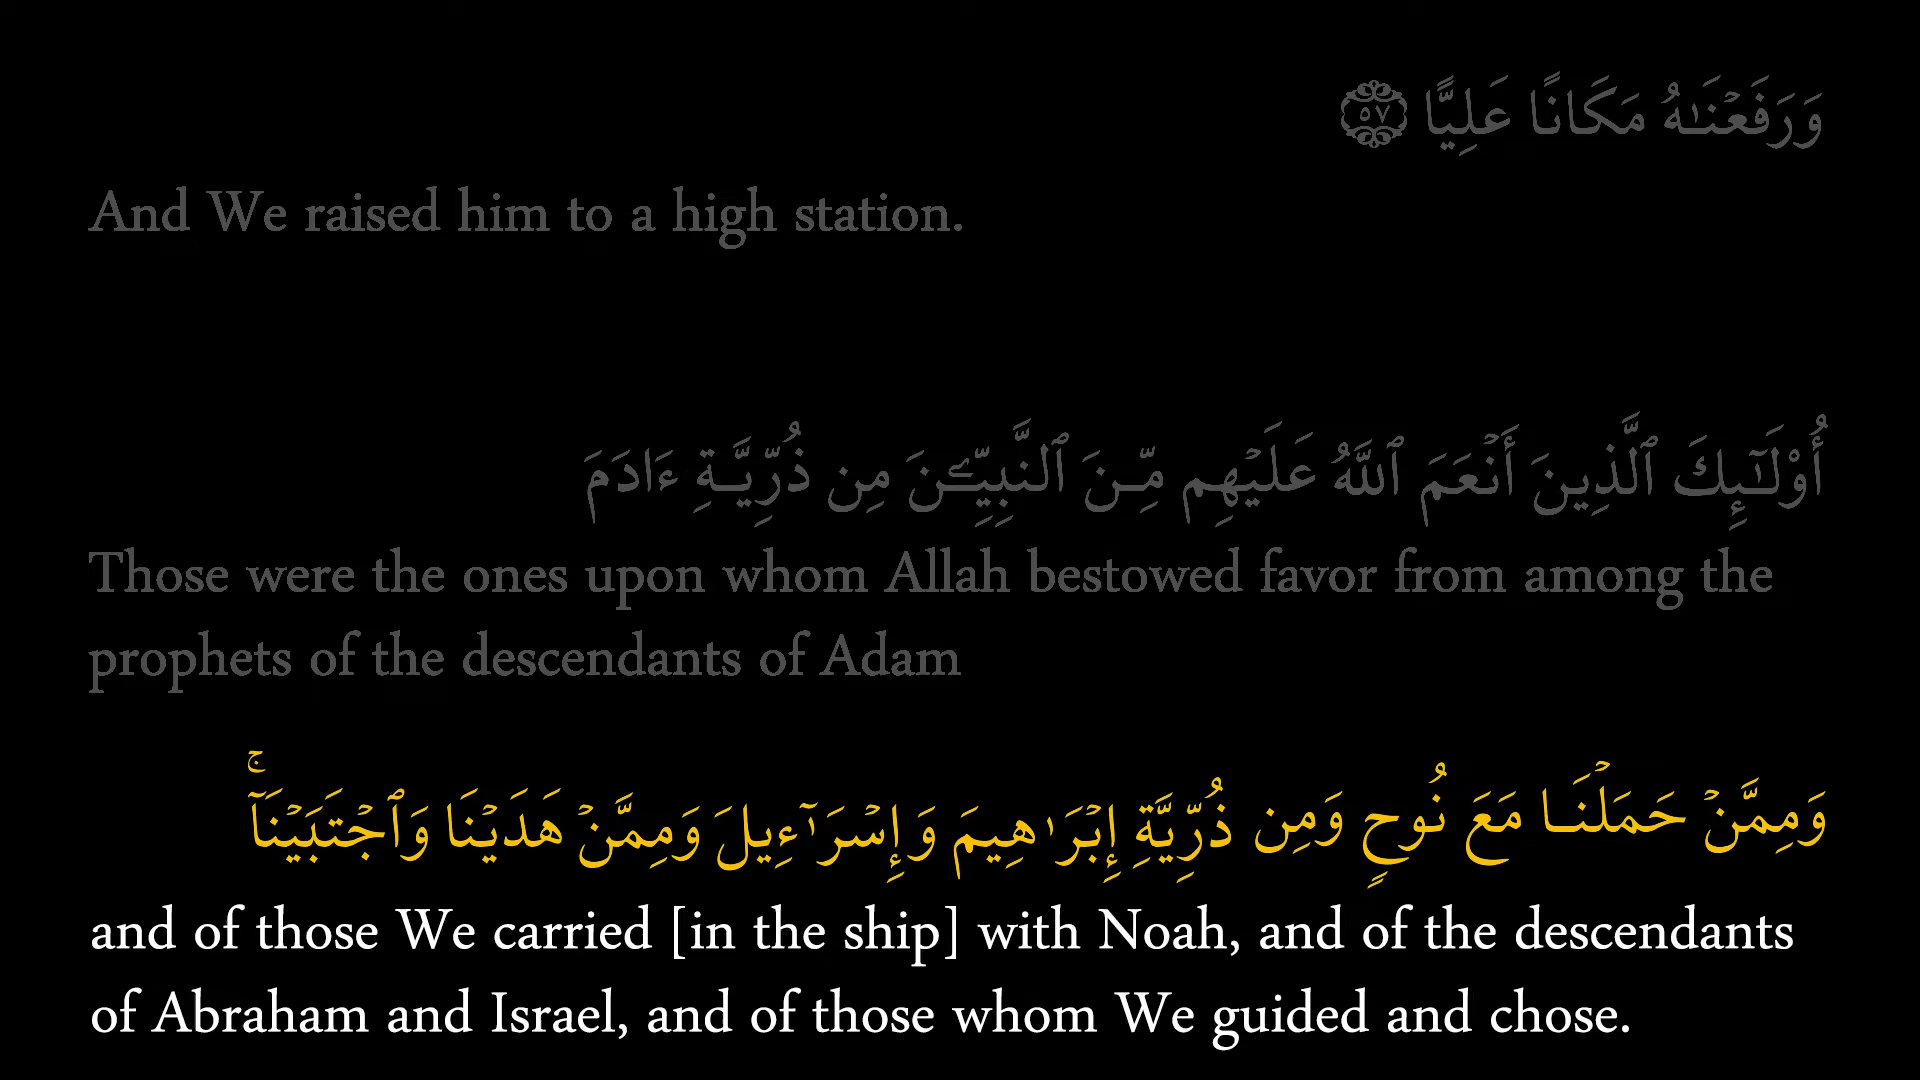 وَرَفَعۡنَٰهُ مَكَانًا عَلِيًّا ٥٧
And We raised him to a high station.
أُوْلَٰٓئِكَ ٱلَّذِينَ أَنۡعَمَ ٱللَّهُ عَلَيۡهِم مِّنَ ٱلنَّبِيِّـۧنَ مِن ذُرِّيَّةِ ءَادَمَ
Those were the ones upon whom Allah bestowed favor from among the
prophets of the descendants of Adam
وَمِمَّنۡ حَمَلۡنَا مَعَ نُوحٖ وَمِن ذُرِّيَّةِ إِبۡرَٰهِيمَ وَإِسۡرَٰٓءِيلَ وَمِمَّنۡ هَدَيۡنَا وَٱجۡتَبَيۡنَآۚ
and of those We carried [in the ship] with Noah, and of the descendants
of Abraham and Israel, and of those whom We guided and chose.